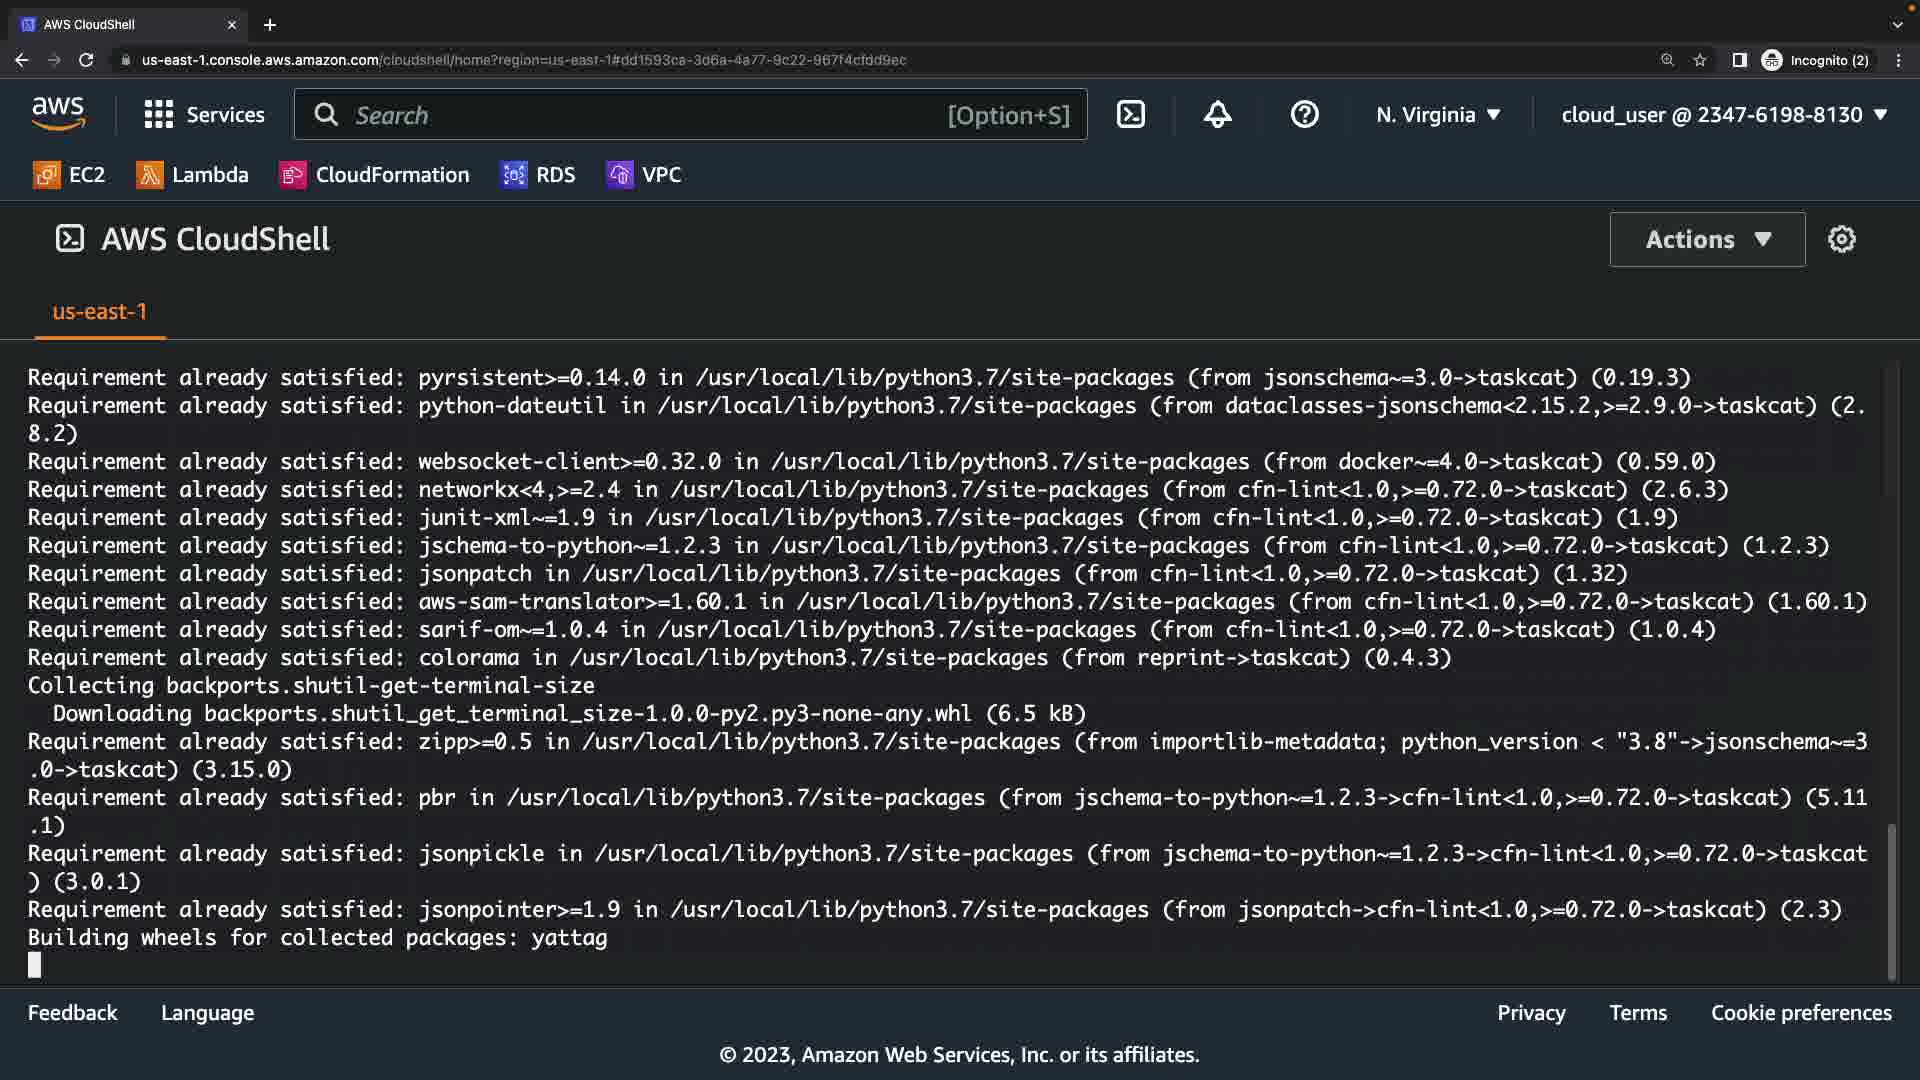 AWS CloudShell
us-east-1.console.aws.amazon.com/cloudshell/home?region=us-east-1#dd1593ca-3d6a-4a77-9c22-967f4cfdd9ec
Incognito (2)
aws
Services
Search
[Option+S]
N. Virginia
cloud_user @ 2347-6198-8130
EC2
Lambda
CloudFormation
RDS
VPC
AWS CloudShell
Actions
us-east-1
Requirement already satisfied: pyrsistent>=0.14.0 in /usr/local/lib/python3.7/site-packages (from jsonschema~=3.0->taskcat) (0.19.3)
Requirement already satisfied: python-dateutil in /usr/local/lib/python3.7/site-packages (from dataclasses-jsonschema<2.15.2,>=2.9.0->taskcat) (2.
8.2)
Requirement already satisfied: websocket-client>=0.32.0 in /usr/local/lib/python3.7/site-packages (from docker~=4.0->taskcat) (0.59.0)
Requirement already satisfied: networkx<4,>=2.4 in /usr/local/lib/python3.7/site-packages (from cfn-lint<1.0,>=0.72.0->taskcat) (2.6.3)
Requirement already satisfied: junit-xml~=1.9 in /usr/local/lib/python3.7/site-packages (from cfn-lint<1.0,>=0.72.0->taskcat) (1.9)
Requirement already satisfied: jschema-to-python~=1.2.3 in /usr/local/lib/python3.7/site-packages (from cfn-lint<1.0,>=0.72.0->taskcat) (1.2.3)
Requirement already satisfied: jsonpatch in /usr/local/lib/python3.7/site-packages (from cfn-lint<1.0,>=0.72.0->taskcat) (1.32)
Requirement already satisfied: aws-sam-translator>=1.60.1 in /usr/local/lib/python3.7/site-packages (from cfn-lint<1.0,>=0.72.0->taskcat) (1.60.1)
Requirement already satisfied: sarif-om~=1.0.4 in /usr/local/lib/python3.7/site-packages (from cfn-lint<1.0,>=0.72.0->taskcat) (1.0.4)
Requirement already satisfied: colorama in /usr/local/lib/python3.7/site-packages (from reprint->taskcat) (0.4.3)
Collecting backports.shutil-get-terminal-size
  Downloading backports.shutil_get_terminal_size-1.0.0-py2.py3-none-any.whl (6.5 kB)
Requirement already satisfied: zipp>=0.5 in /usr/local/lib/python3.7/site-packages (from importlib-metadata; python_version < "3.8"->jsonschema~=3
.0->taskcat) (3.15.0)
Requirement already satisfied: pbr in /usr/local/lib/python3.7/site-packages (from jschema-to-python~=1.2.3->cfn-lint<1.0,>=0.72.0->taskcat) (5.11
.1)
Requirement already satisfied: jsonpickle in /usr/local/lib/python3.7/site-packages (from jschema-to-python~=1.2.3->cfn-lint<1.0,>=0.72.0->taskcat
) (3.0.1)
Requirement already satisfied: jsonpointer>=1.9 in /usr/local/lib/python3.7/site-packages (from jsonpatch->cfn-lint<1.0,>=0.72.0->taskcat) (2.3)
Building wheels for collected packages: yattag
Feedback
Language
Privacy
Terms
Cookie preferences
© 2023, Amazon Web Services, Inc. or its affiliates.